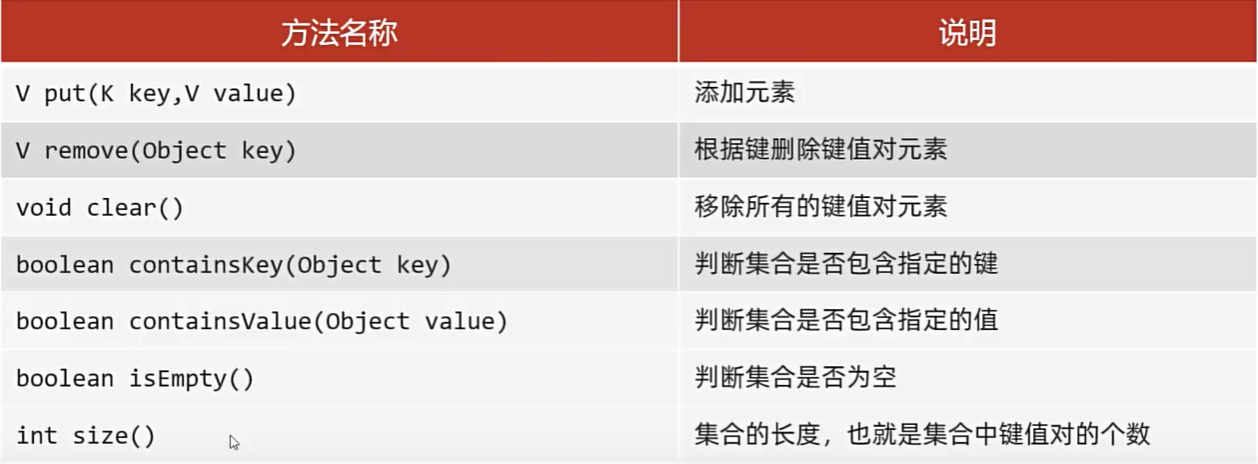 方法名称 说明
V put(K key,V value) 添加元素
V remove(Object key) 根据键删除键值对元素
void clear() 移除所有的键值对元素
boolean containsKey(Object key) 判断集合是否包含指定的键
boolean containsValue(Object value) 判断集合是否包含指定的值
boolean isEmpty() 判断集合是否为空
int size() 集合的长度，也就是集合中键值对的个数